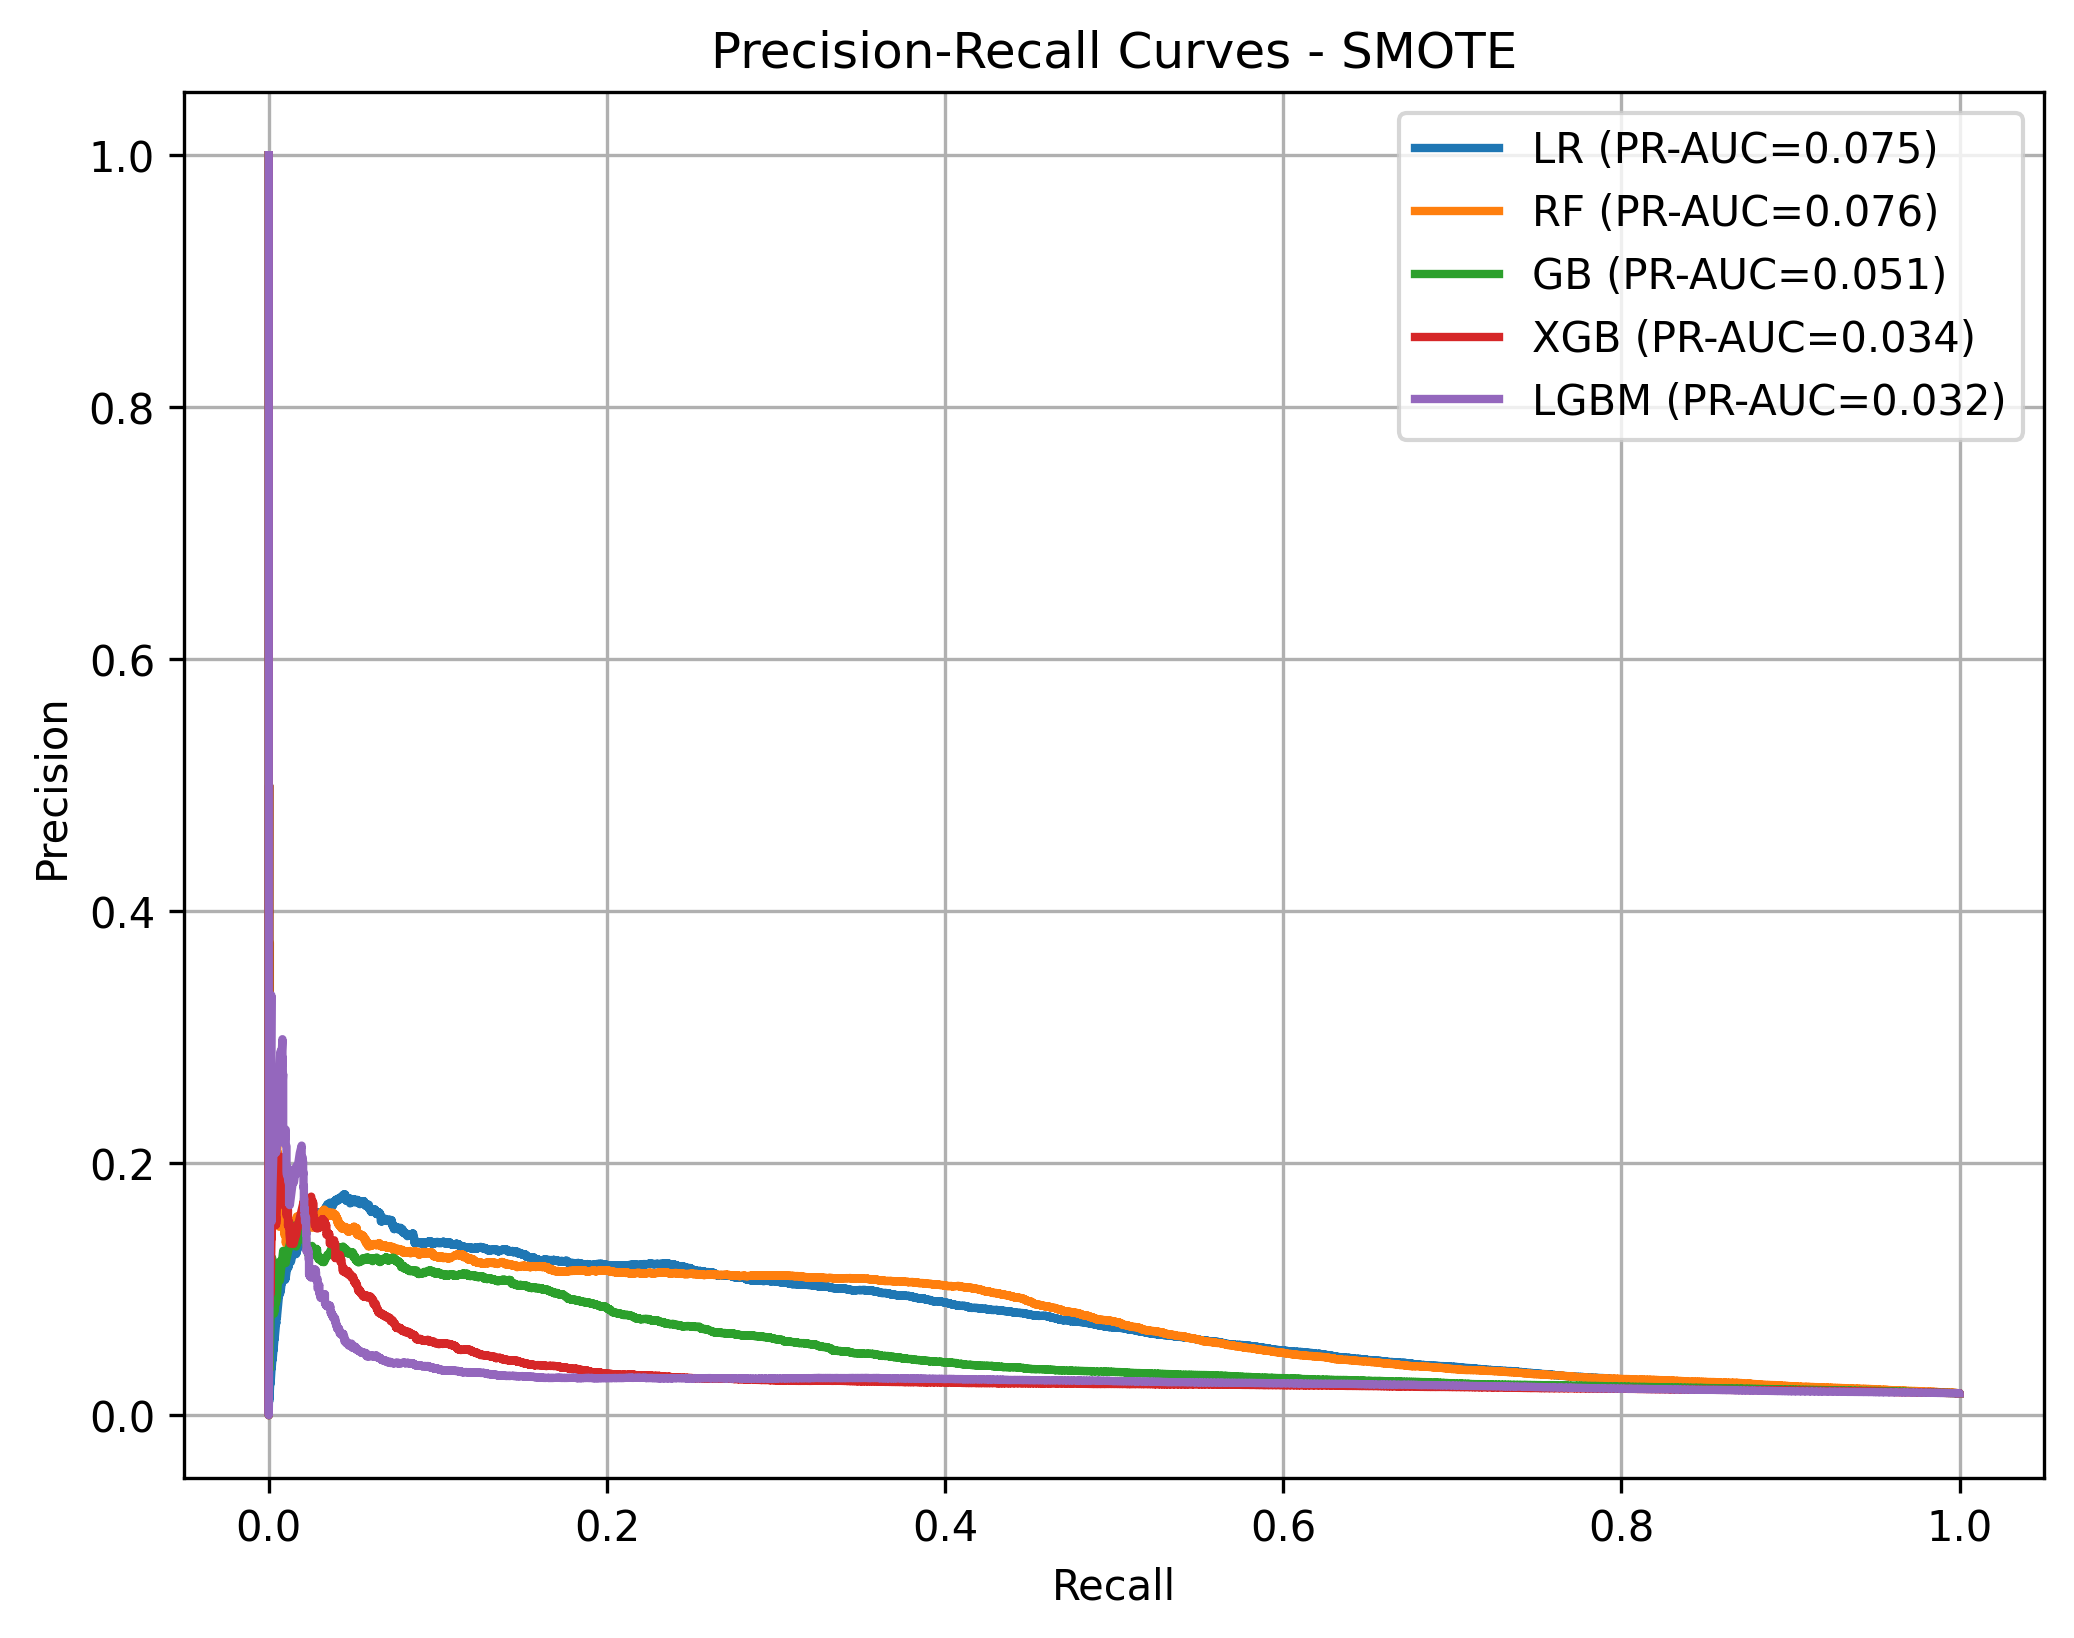 Precision-Recall Curves - SMOTE
LR (PR-AUC=0.075)
RF (PR-AUC=0.076)
GB (PR-AUC=0.051)
XGB (PR-AUC=0.034)
LGBM (PR-AUC=0.032)
Precision
1.0
0.8
0.6
0.4
0.2
0.0
0.0 0.2 0.4 0.6 0.8 1.0
Recall